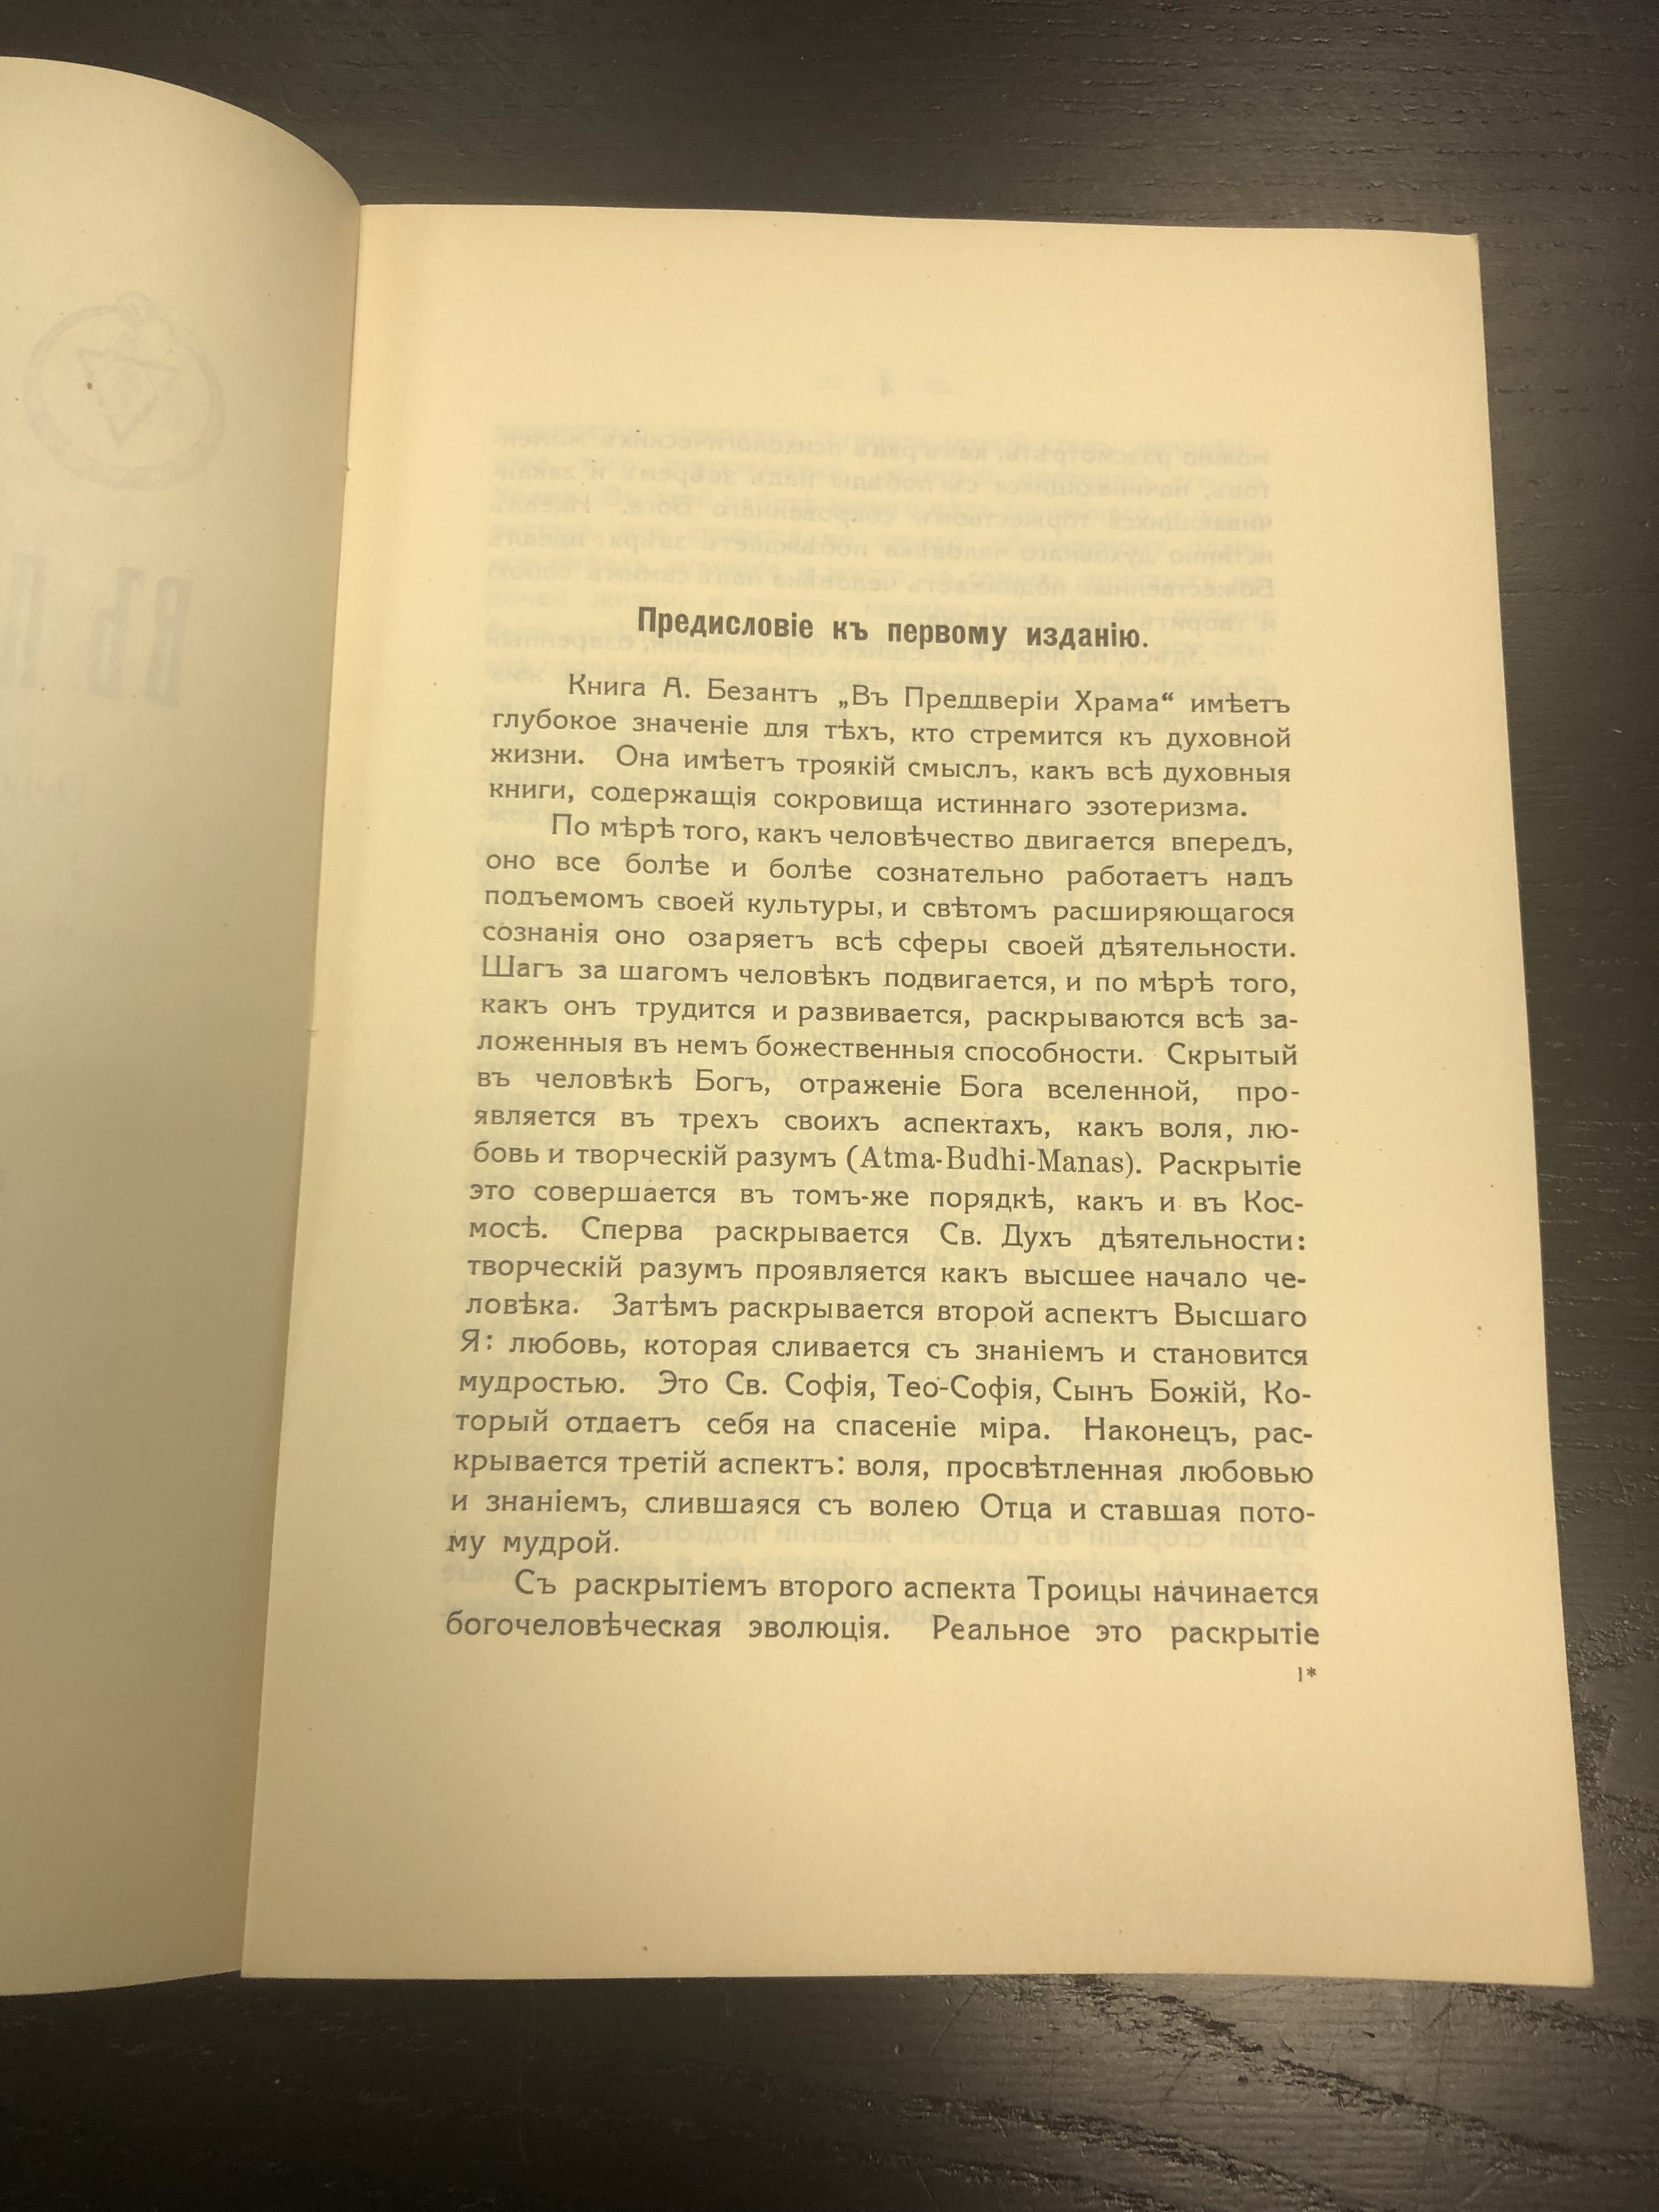 Предисловіе къ первому изданію.
Книга А. Безантъ „Въ Преддверіи Храма“ имѣетъ
глубокое значеніе для тѣхъ, кто стремится къ духовной
жизни. Она имѣетъ троякій смыслъ, какъ всѣ духовныя
книги, содержащія сокровища истиннаго эзотеризма.
По мѣрѣ того, какъ человѣчество двигается впередъ,
оно все болѣе и болѣе сознательно работаетъ надъ
подъемомъ своей культуры, и свѣтомъ расширяющагося
сознанія оно озаряетъ всѣ сферы своей дѣятельности.
Шагъ за шагомъ человѣкъ подвигается, и по мѣрѣ того,
какъ онъ трудится и развивается, раскрываются всѣ за-
ложенныя въ немъ божественныя способности. Скрытый
въ человѣкѣ Богъ, отраженіе Бога вселенной, про-
является въ трехъ своихъ аспектахъ, какъ воля, лю-
бовь и творческій разумъ (Atma-Budhi-Manas). Раскрытіе
это совершается въ томъ-же порядкѣ, какъ и въ Кос-
мосѣ. Сперва раскрывается Св. Духъ дѣятельности:
творческій разумъ проявляется какъ высшее начало че-
ловѣка. Затѣмъ раскрывается второй аспектъ Высшаго
Я: любовь, которая сливается съ знаніемъ и становится
мудростью. Это Св. Софія, Тео-Софія, Сынъ Божій, Ко-
торый отдаетъ себя на спасеніе міра. Наконецъ, рас-
крывается третій аспектъ: воля, просвѣтленная любовью
и знаніемъ, слившаяся съ волею Отца и ставшая пото-
му мудрой.
Съ раскрытіемъ второго аспекта Троицы начинается
богочеловѣческая эволюція. Реальное это раскрытіе
1*